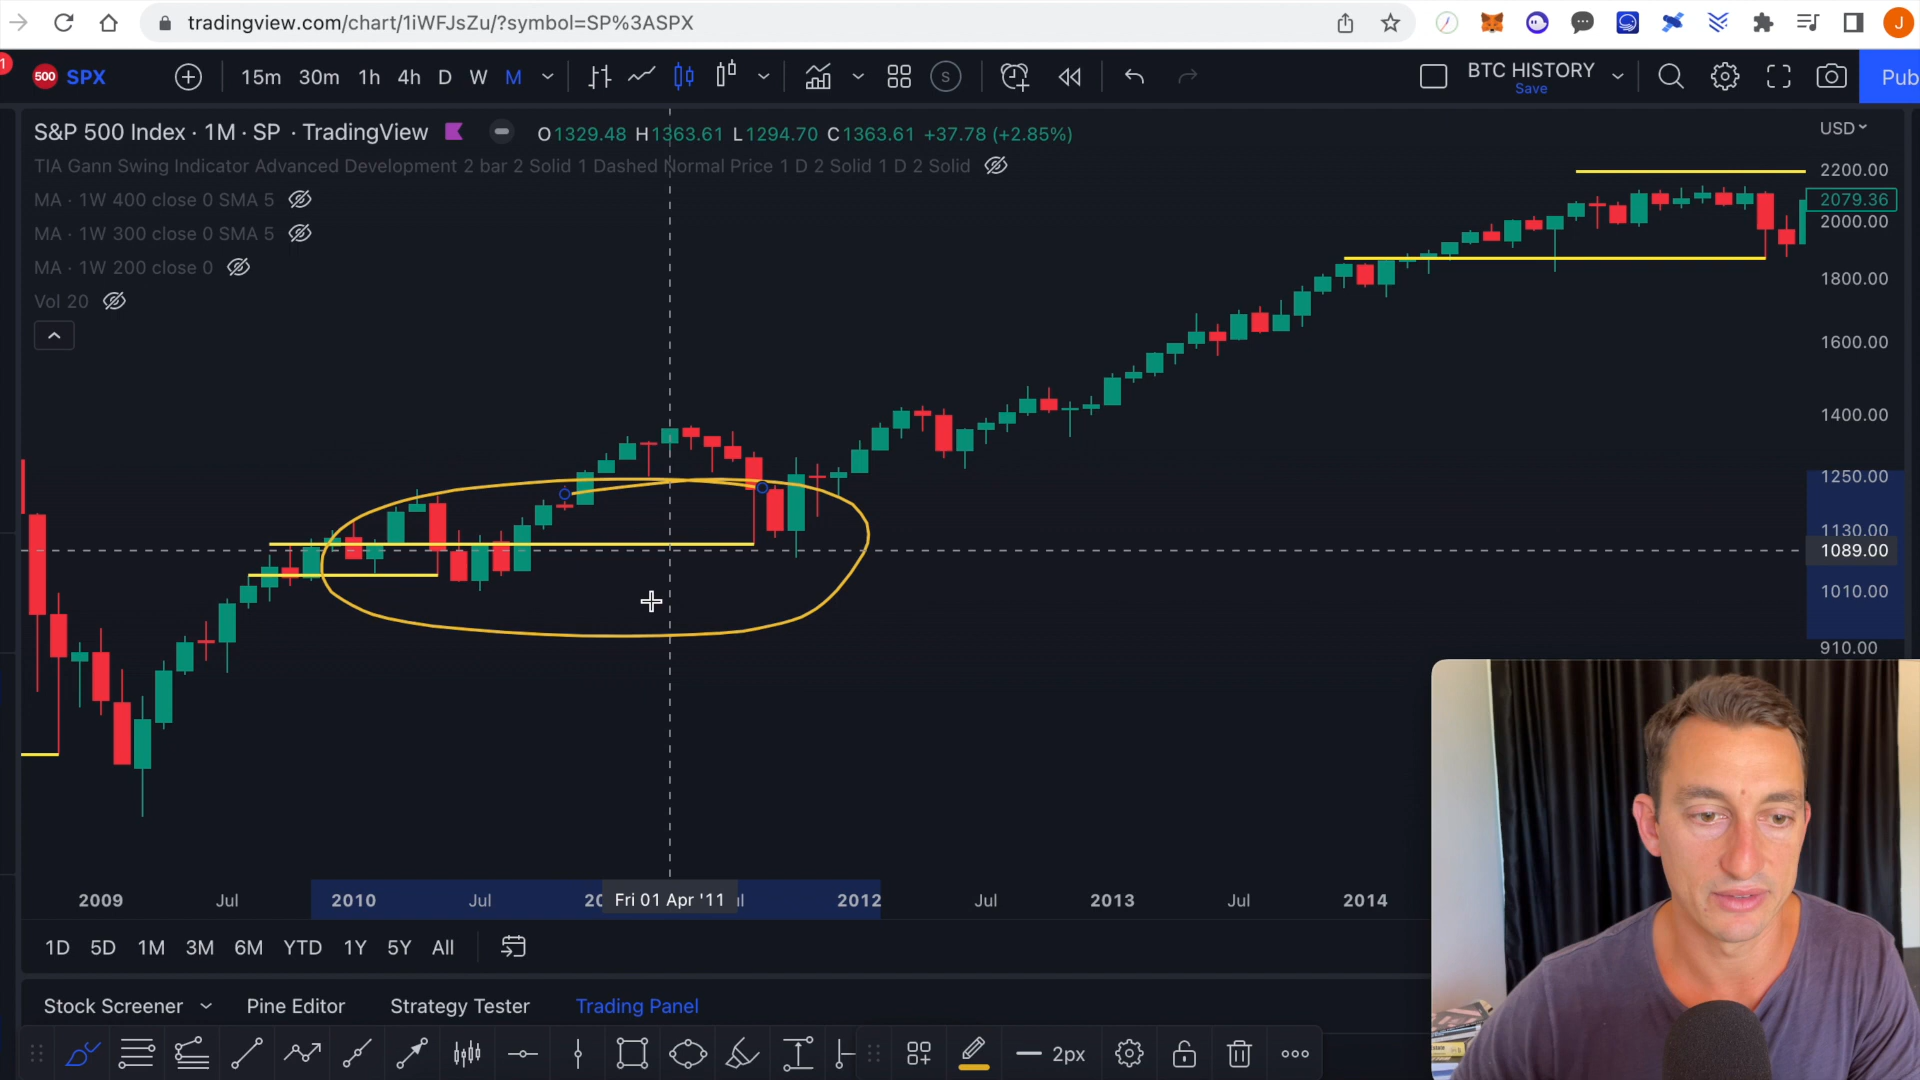 tradingview.com/chart/1iWFJsZu/?symbol=SP%3ASPX
J
1
500 SPX
15m 30m 1h 4h D W M
S
BTC HISTORY
Save
Pub
S&P 500 Index · 1M · SP · TradingView
O1329.48 H1363.61 L1294.70 C1363.61 +37.78 (+2.85%)
USD
TIA Gann Swing Indicator Advanced Development 2 bar 2 Solid 1 Dashed Normal Price 1 D 2 Solid 1 D 2 Solid
MA · 1W 400 close 0 SMA 5
MA · 1W 300 close 0 SMA 5
MA · 1W 200 close 0
Vol 20
2200.00
2079.36
2000.00
1800.00
1600.00
1400.00
1250.00
1130.00
1089.00
1010.00
910.00
2009 Jul 2010 Jul 20 Fri 01 Apr '11 ul 2012 Jul 2013 Jul 2014
1D 5D 1M 3M 6M YTD 1Y 5Y All
Stock Screener Pine Editor Strategy Tester Trading Panel
2px